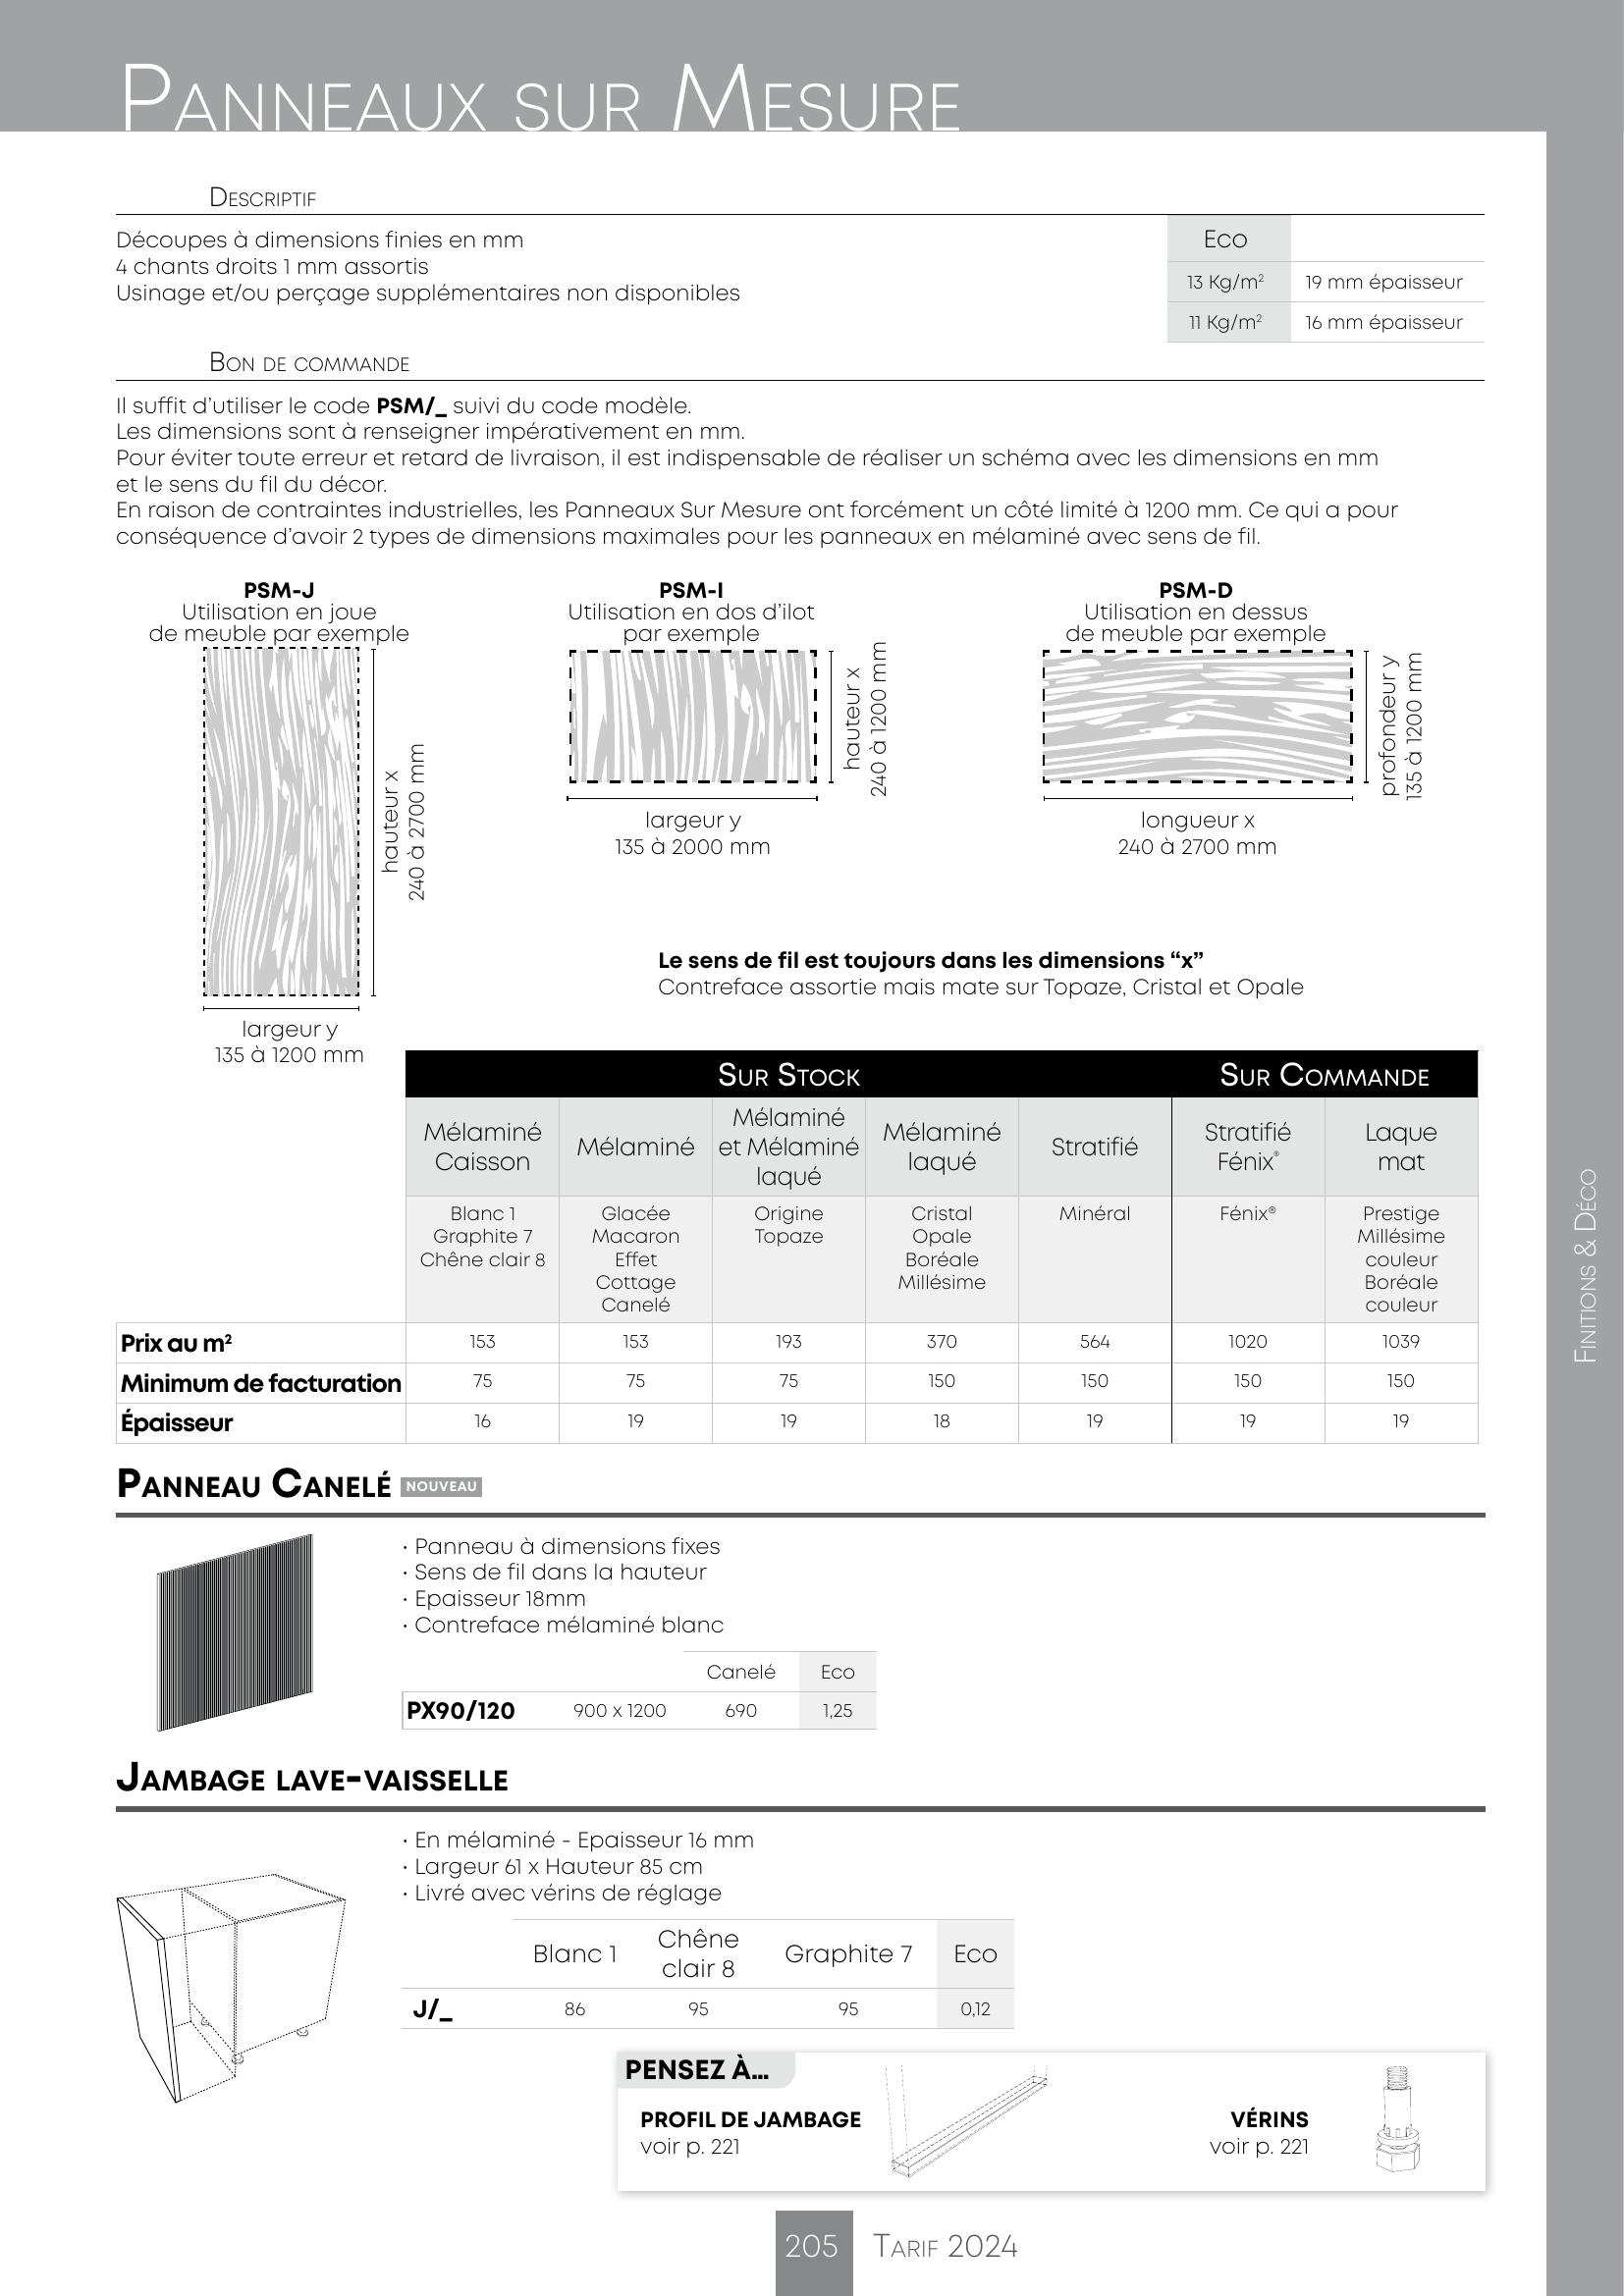 Panneaux sur Mesure
Descriptif
Découpes à dimensions finies en mm
4 chants droits 1 mm assortis
Usinage et/ou perçage supplémentaires non disponibles
Eco
13 Kg/m² 19 mm épaisseur
11 Kg/m² 16 mm épaisseur
Bon de commande
Il suffit d’utiliser le code PSM/_ suivi du code modèle.
Les dimensions sont à renseigner impérativement en mm.
Pour éviter toute erreur et retard de livraison, il est indispensable de réaliser un schéma avec les dimensions en mm
et le sens du fil du décor.
En raison de contraintes industrielles, les Panneaux Sur Mesure ont forcément un côté limité à 1200 mm. Ce qui a pour
conséquence d’avoir 2 types de dimensions maximales pour les panneaux en mélaminé avec sens de fil.
PSM-J
Utilisation en joue
de meuble par exemple
hauteur x
240 à 2700 mm
largeur y
135 à 1200 mm
PSM-I
Utilisation en dos d’ilot
par exemple
hauteur x
240 à 1200 mm
largeur y
135 à 2000 mm
PSM-D
Utilisation en dessus
de meuble par exemple
profondeur y
135 à 1200 mm
longueur x
240 à 2700 mm
Le sens de fil est toujours dans les dimensions “x”
Contreface assortie mais mate sur Topaze, Cristal et Opale
Sur Stock Sur Commande
Mélaminé
Caisson
Mélaminé
Mélaminé
et Mélaminé
laqué
Mélaminé
laqué
Stratifié
Stratifié
Fénix®
Laque
mat
Blanc 1
Graphite 7
Chêne clair 8
Glacée
Macaron
Effet
Cottage
Canelé
Origine
Topaze
Cristal
Opale
Boréale
Millésime
Minéral
Fénix®
Prestige
Millésime
couleur
Boréale
couleur
Prix au m² 153 153 193 370 564 1020 1039
Minimum de facturation 75 75 75 150 150 150 150
Épaisseur 16 19 19 18 19 19 19
Finitions & Déco
Panneau Canelé NOUVEAU
• Panneau à dimensions fixes
• Sens de fil dans la hauteur
• Epaisseur 18mm
• Contreface mélaminé blanc
Canelé Eco
PX90/120 900 x 1200 690 1,25
Jambage lave-vaisselle
• En mélaminé - Epaisseur 16 mm
• Largeur 61 x Hauteur 85 cm
• Livré avec vérins de réglage
Blanc 1
Chêne
clair 8
Graphite 7
Eco
J/_ 86 95 95 0,12
PENSEZ À...
PROFIL DE JAMBAGE
voir p. 221
VÉRINS
voir p. 221
205 Tarif 2024